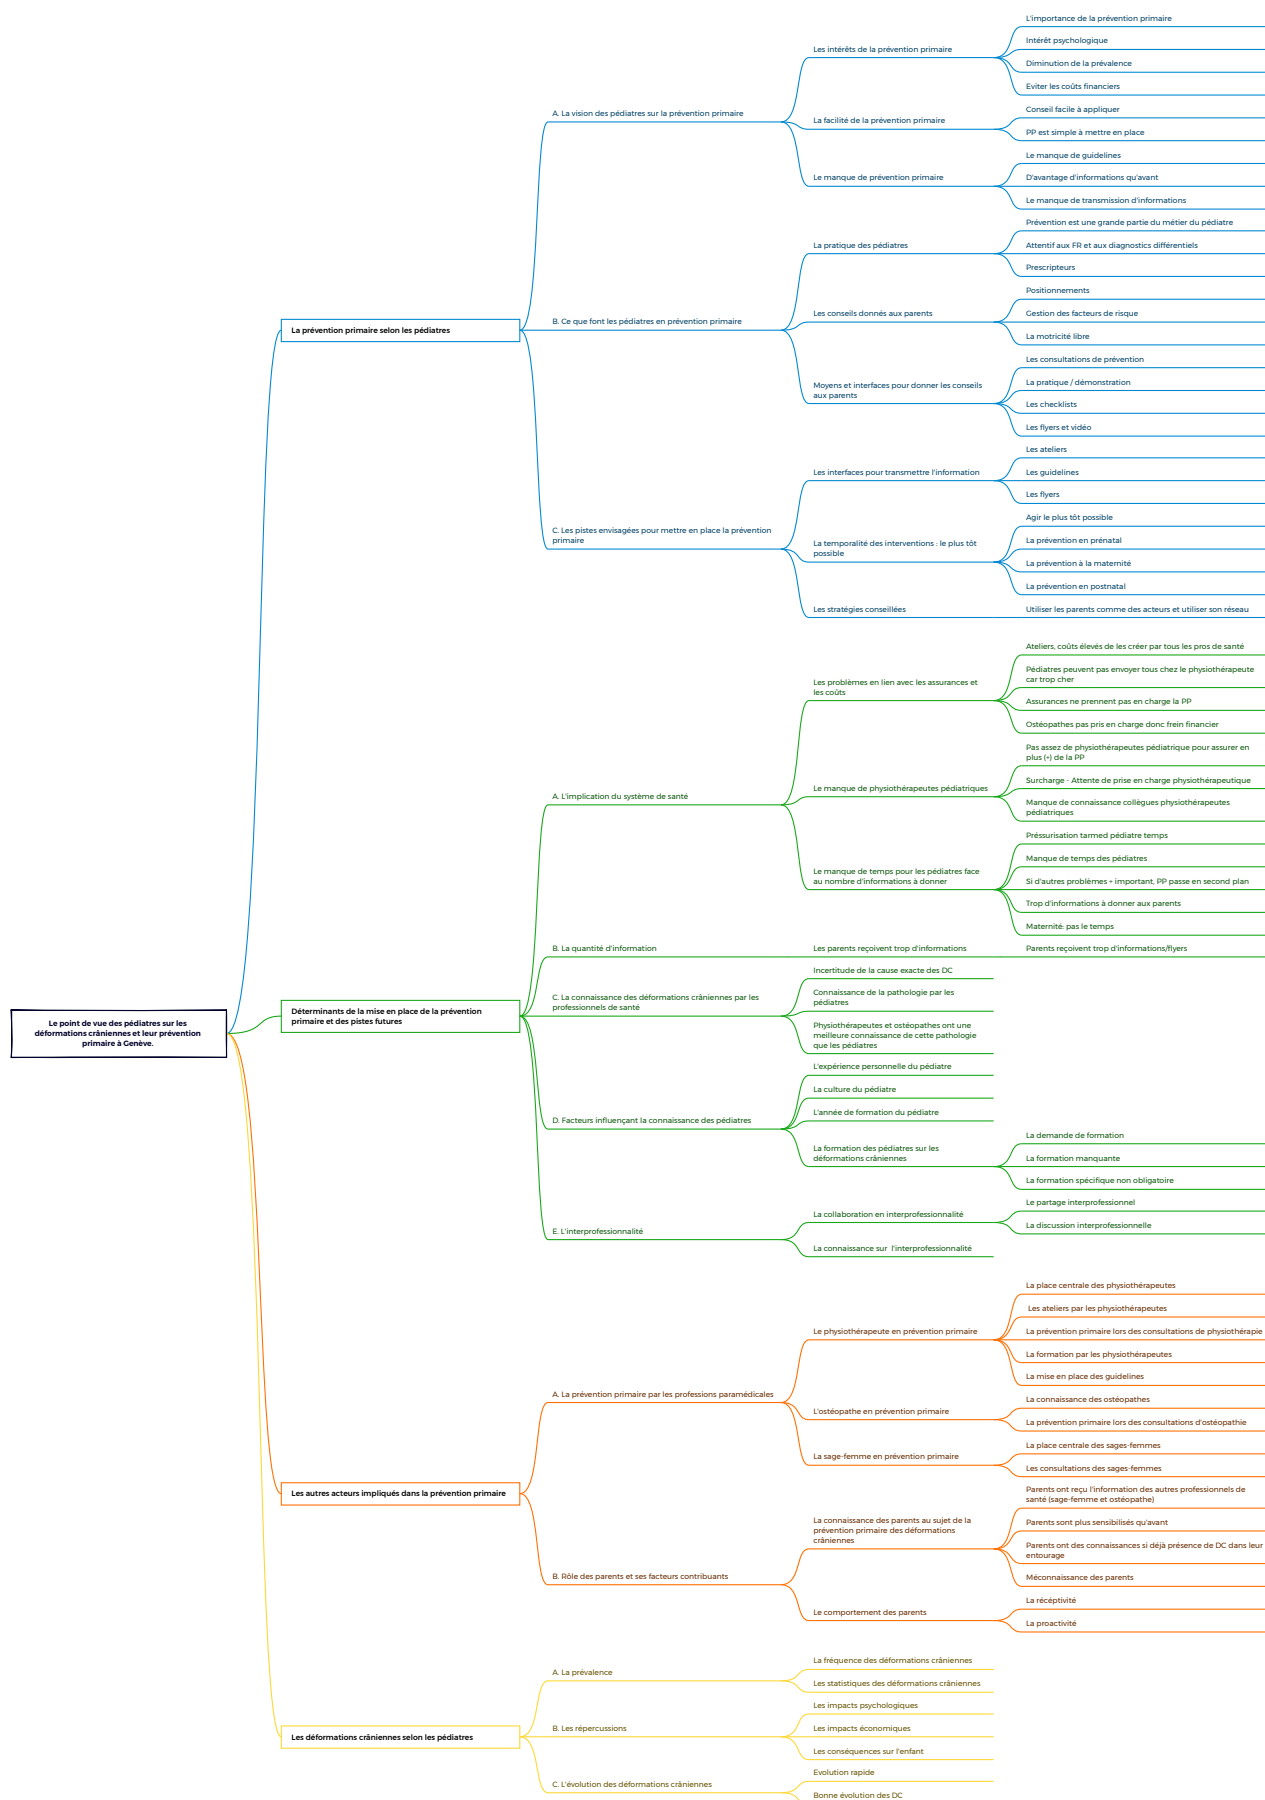 Le point de vue des pédiatres sur les
déformations crâniennes et leur prévention
primaire à Genève.
La prévention primaire selon les pédiatres
A. La vision des pédiatres sur la prévention primaire
Les intérêts de la prévention primaire
L'importance de la prévention primaire
Intérêt psychologique
Diminution de la prévalence
Eviter les coûts financiers
La facilité de la prévention primaire
Conseil facile à appliquer
PP est simple à mettre en place
Le manque de prévention primaire
Le manque de guidelines
D'avantage d'informations qu'avant
Le manque de transmission d'informations
B. Ce que font les pédiatres en prévention primaire
La pratique des pédiatres
Prévention est une grande partie du métier du pédiatre
Attentif aux FR et aux diagnostics différentiels
Prescripteurs
Les conseils donnés aux parents
Positionnements
Gestion des facteurs de risque
La motricité libre
Moyens et interfaces pour donner les conseils
aux parents
Les consultations de prévention
La pratique / démonstration
Les checklists
Les flyers et vidéo
C. Les pistes envisagées pour mettre en place la prévention
primaire
Les interfaces pour transmettre l'information
Les ateliers
Les guidelines
Les flyers
La temporalité des interventions : le plus tôt
possible
Agir le plus tôt possible
La prévention en prénatal
La prévention à la maternité
La prévention en postnatal
Les stratégies conseillées
Utiliser les parents comme des acteurs et utiliser son réseau
Déterminants de la mise en place de la prévention
primaire et des pistes futures
A. L'implication du système de santé
Les problèmes en lien avec les assurances et
les coûts
Ateliers, coûts élevés de les créer par tous les pros de santé
Pédiatres peuvent pas envoyer tous chez le physiothérapeute
car trop cher
Assurances ne prennent pas en charge la PP
Ostéopathes pas pris en charge donc frein financier
Le manque de physiothérapeutes pédiatriques
Pas assez de physiothérapeutes pédiatrique pour assurer en
plus (+) de la PP
Surcharge - Attente de prise en charge physiothérapeutique
Manque de connaissance collègues physiothérapeutes
pédiatriques
Le manque de temps pour les pédiatres face
au nombre d'informations à donner
Préssurisation tarmed pédiatre temps
Manque de temps des pédiatres
Si d'autres problèmes + important, PP passe en second plan
Trop d'informations à donner aux parents
Maternité: pas le temps
B. La quantité d'information
Les parents reçoivent trop d'informations
Parents reçoivent trop d'informations/flyers
C. La connaissance des déformations crâniennes par les
professionnels de santé
Incertitude de la cause exacte des DC
Connaissance de la pathologie par les
pédiatres
Physiothérapeutes et ostéopathes ont une
meilleure connaissance de cette pathologie
que les pédiatres
D. Facteurs influençant la connaissance des pédiatres
L'expérience personnelle du pédiatre
La culture du pédiatre
L'année de formation du pédiatre
La formation des pédiatres sur les
déformations crâniennes
La demande de formation
La formation manquante
La formation spécifique non obligatoire
E. L'interprofessionnalité
La collaboration en interprofessionnalité
Le partage interprofessionnel
La discussion interprofessionnelle
La connaissance sur l'interprofessionnalité
Les autres acteurs impliqués dans la prévention primaire
A. La prévention primaire par les professions paramédicales
Le physiothérapeute en prévention primaire
La place centrale des physiothérapeutes
Les ateliers par les physiothérapeutes
La prévention primaire lors des consultations de physiothérapie
La formation par les physiothérapeutes
La mise en place des guidelines
L'ostéopathe en prévention primaire
La connaissance des ostéopathes
La prévention primaire lors des consultations d'ostéopathie
La sage-femme en prévention primaire
La place centrale des sages-femmes
Les consultations des sages-femmes
B. Rôle des parents et ses facteurs contribuants
La connaissance des parents au sujet de la
prévention primaire des déformations
crâniennes
Parents ont reçu l'information des autres professionnels de
santé (sage-femme et ostéopathe)
Parents sont plus sensibilisés qu'avant
Parents ont des connaissances si déjà présence de DC dans leur
entourage
Méconnaissance des parents
Le comportement des parents
La récéptivité
La proactivité
Les déformations crâniennes selon les pédiatres
A. La prévalence
La fréquence des déformations crâniennes
Les statistiques des déformations crâniennes
B. Les répercussions
Les impacts psychologiques
Les impacts économiques
Les conséquences sur l'enfant
C. L'évolution des déformations crâniennes
Evolution rapide
Bonne évolution des DC